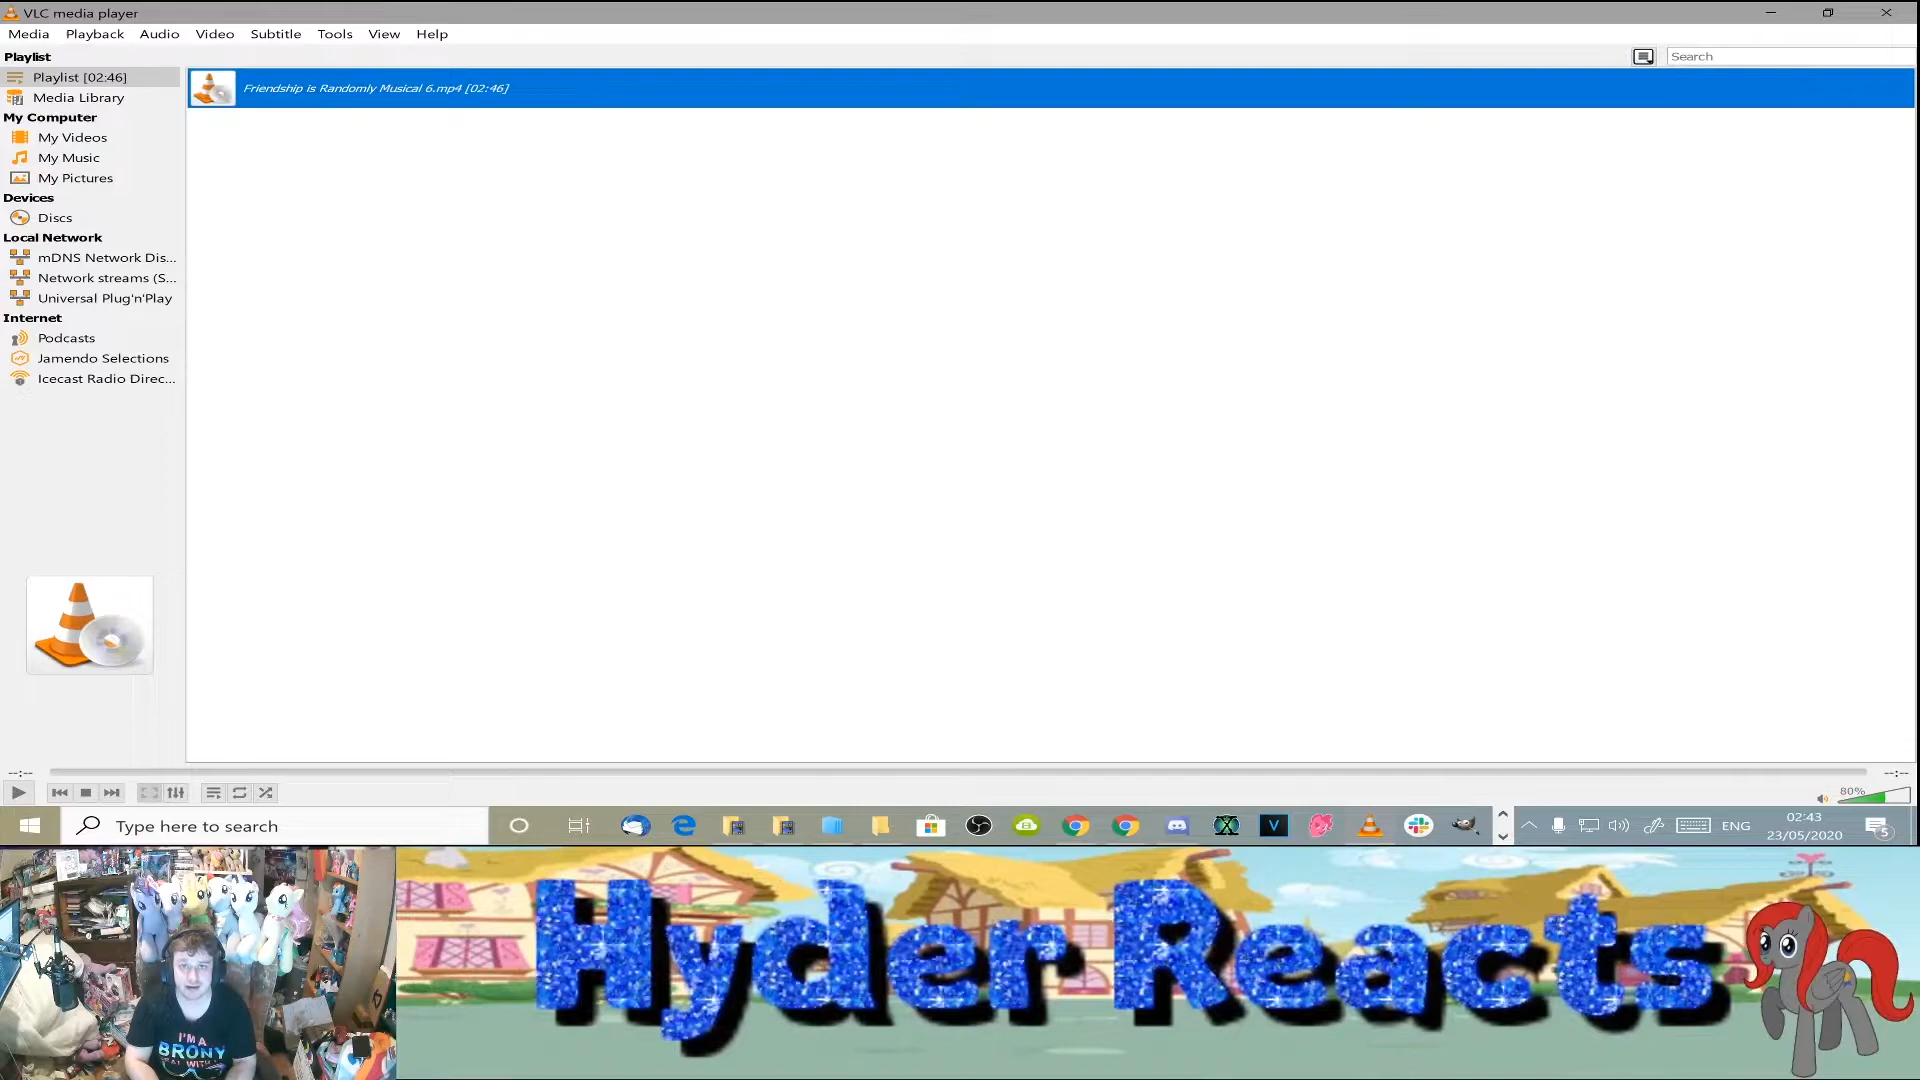 VLC media player
Media Playback Audio Video Subtitle Tools View Help
Playlist
Search
Playlist [02:46]
Friendship is Randomly Musical 6.mp4 [02:46]
Media Library
My Computer
My Videos
My Music
My Pictures
Devices
Discs
Local Network
mDNS Network Dis...
Network streams (S...
Universal Plug'n'Play
Internet
Podcasts
Jamendo Selections
Icecast Radio Direc...
--:--
--:--
80%
Type here to search
ENG
02:43
23/05/2020
5
Hyder Reacts
I'M A
BRONY